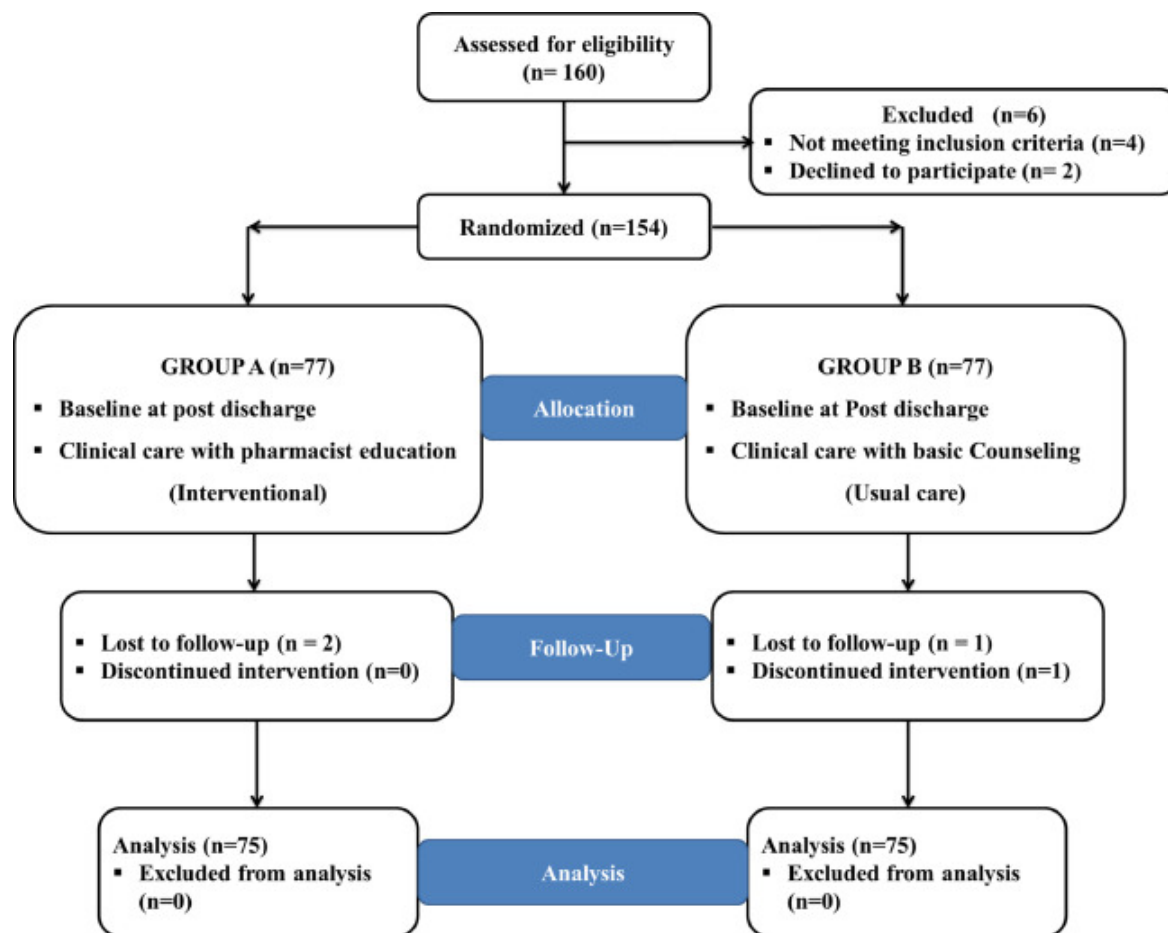 Assessed for eligibility
(n= 160)
Excluded (n=6)
▪ Not meeting inclusion criteria (n=4)
▪ Declined to participate (n= 2)
Randomized (n=154)
GROUP A (n=77)
▪ Baseline at post discharge
▪ Clinical care with pharmacist education
(Interventional)
Allocation
GROUP B (n=77)
▪ Baseline at Post discharge
▪ Clinical care with basic Counseling
(Usual care)
▪ Lost to follow-up (n = 2)
▪ Discontinued intervention (n=0)
Follow-Up
▪ Lost to follow-up (n = 1)
▪ Discontinued intervention (n=1)
Analysis (n=75)
▪ Excluded from analysis
(n=0)
Analysis
Analysis (n=75)
▪ Excluded from analysis
(n=0)